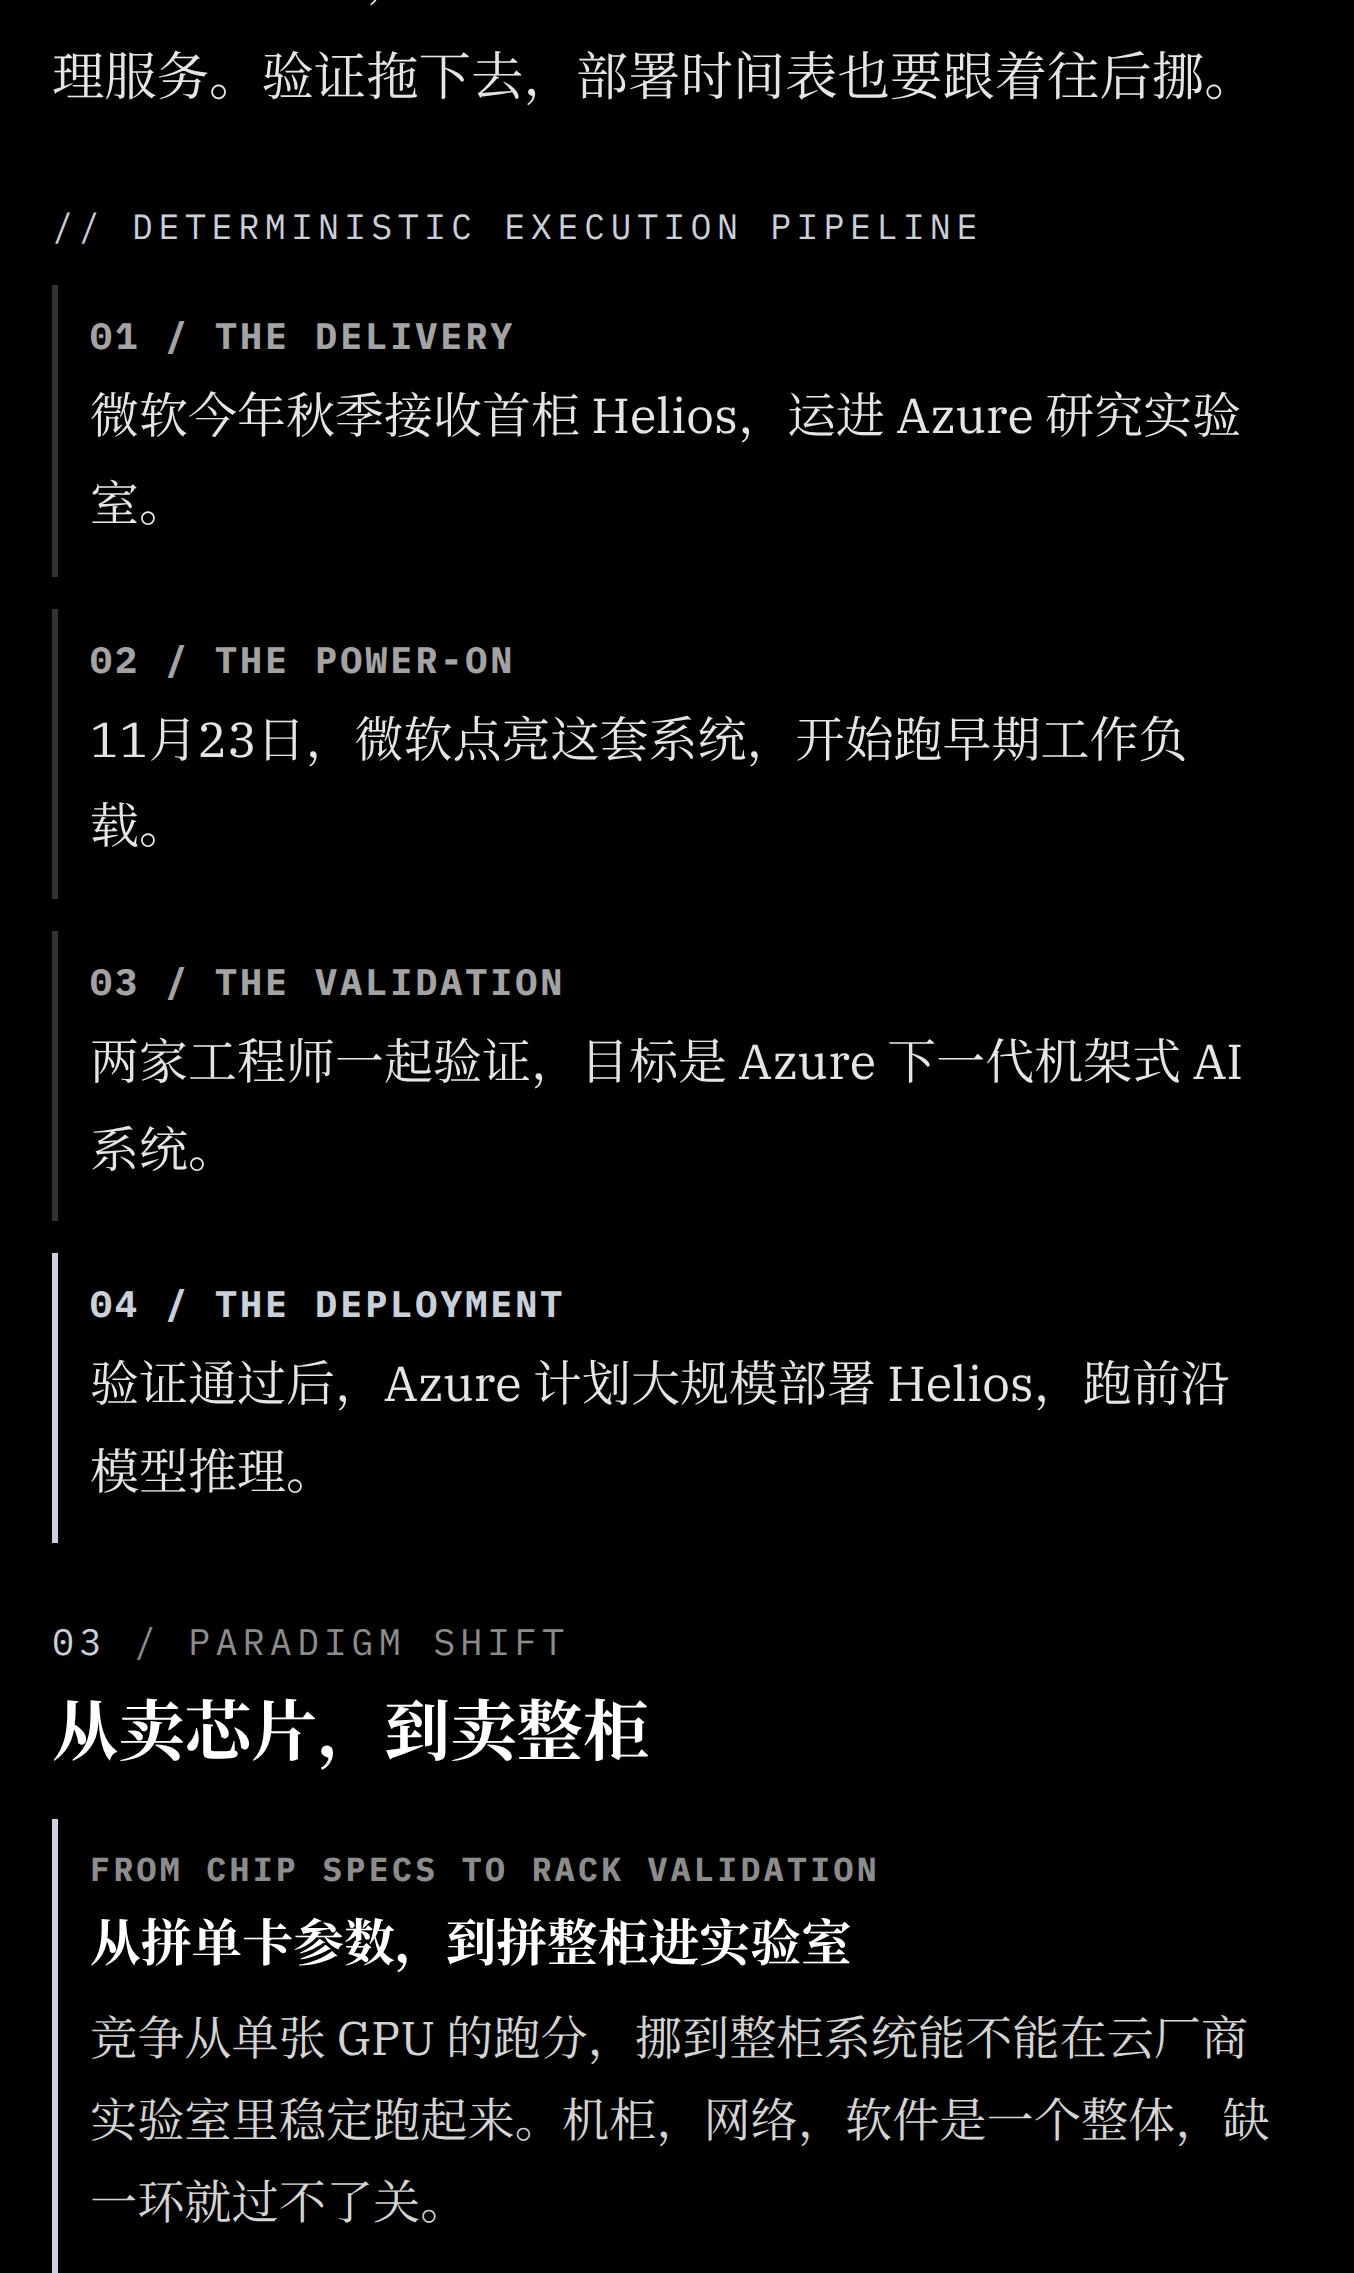 理服务。验证拖下去，部署时间表也要跟着往后挪。
// DETERMINISTIC EXECUTION PIPELINE
01 / THE DELIVERY
微软今年秋季接收首柜 Helios，运进 Azure 研究实验
室。
02 / THE POWER-ON
11月23日，微软点亮这套系统，开始跑早期工作负
载。
03 / THE VALIDATION
两家工程师一起验证，目标是 Azure 下一代机架式 AI
系统。
04 / THE DEPLOYMENT
验证通过后，Azure 计划大规模部署 Helios，跑前沿
模型推理。
03 / PARADIGM SHIFT
从卖芯片，到卖整柜
FROM CHIP SPECS TO RACK VALIDATION
从拼单卡参数，到拼整柜进实验室
竞争从单张 GPU 的跑分，挪到整柜系统能不能在云厂商
实验室里稳定跑起来。机柜，网络，软件是一个整体，缺
一环就过不了关。